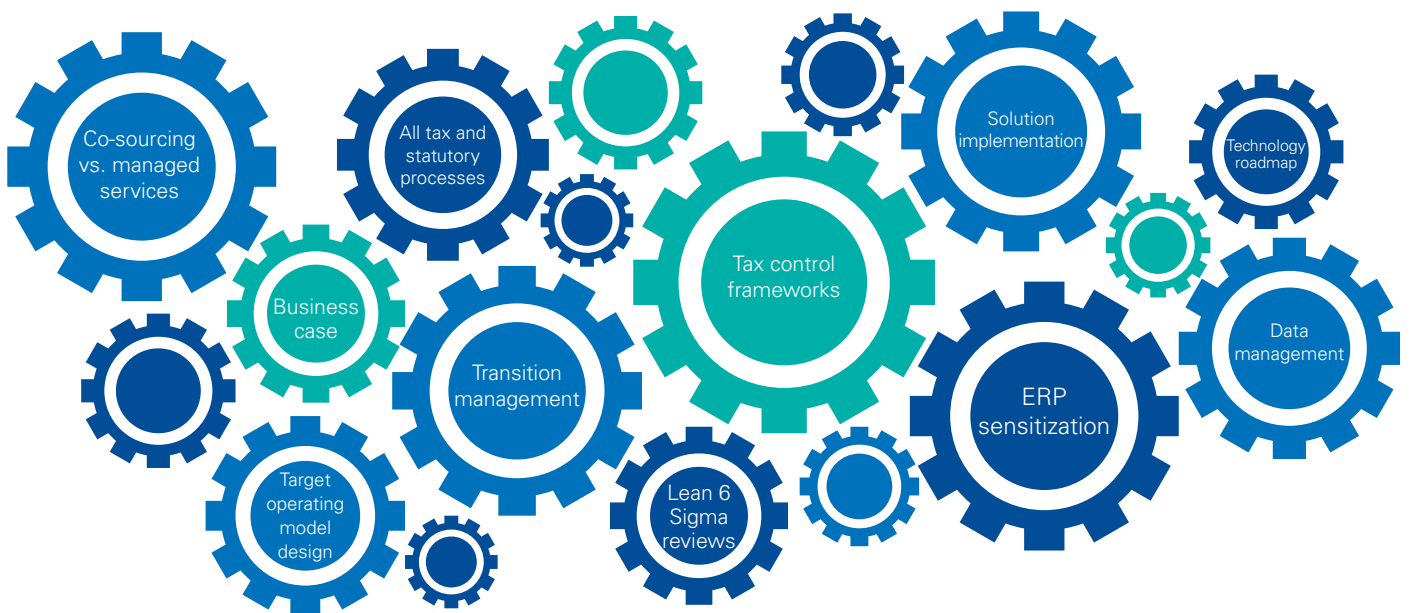 Co-sourcing
vs. managed
services
All tax and
statutory
processes
Solution
implementation
Technology
roadmap
Business
case
Tax control
frameworks
Transition
management
Data
management
ERP
sensitization
Target
operating
model
design
Lean 6
Sigma
reviews